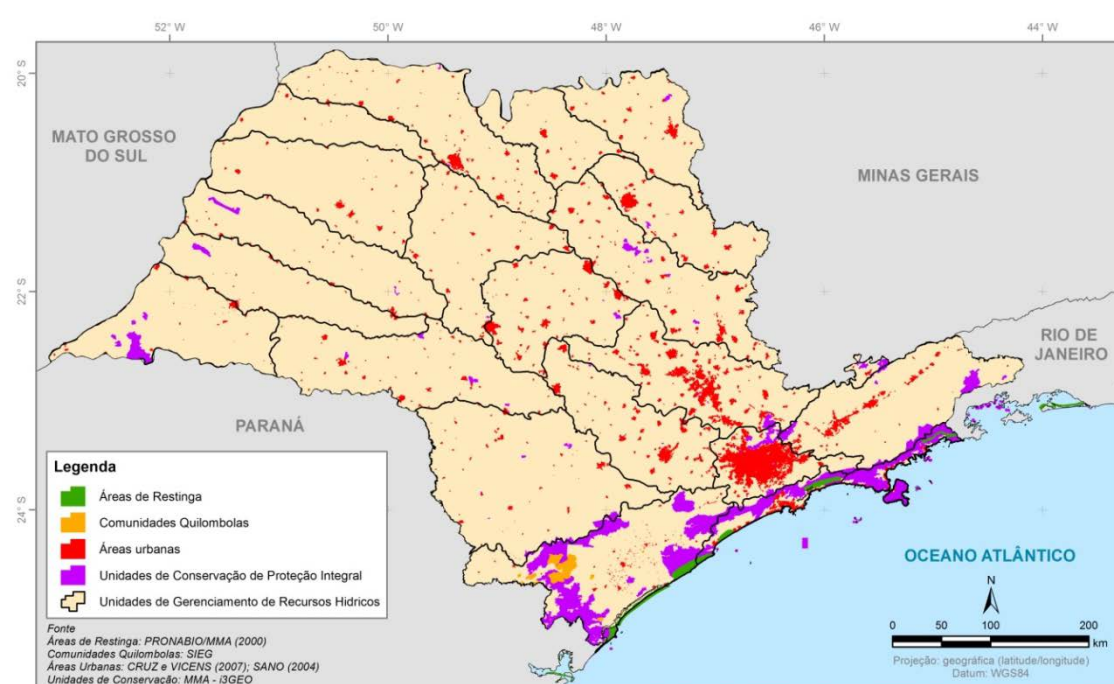 52° W
50° W
48° W
46° W
44° W
20° S
22° S
24° S
MATO GROSSO
DO SUL
MINAS GERAIS
RIO DE
JANEIRO
PARANÁ
OCEANO ATLÂNTICO
Legenda
Áreas de Restinga
Comunidades Quilombolas
Áreas urbanas
Unidades de Conservação de Proteção Integral
Unidades de Gerenciamento de Recursos Hidricos
Fonte
Áreas de Restinga: PRONABIO/MMA (2000)
Comunidades Quilombolas: SIEG
Áreas Urbanas: CRUZ e VICENS (2007); SANO (2004)
Unidades de Conservação: MMA - i3GEO
N
0 50 100 200
km
Projeção: geográfica (latitude/longitude)
Datum: WGS84